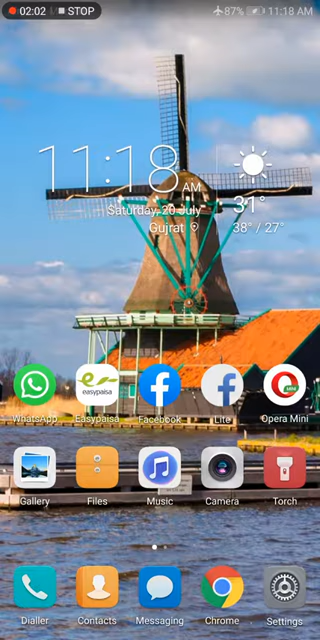 02:02 STOP 87% 11:18 AM
11:18 AM
31°
Saturday, 20 July
Gujrat
38° / 27°
easypaisa
MINI
WhatsApp Easypaisa Facebook Lite Opera Mini
Gallery Files Music Camera Torch
Dialler Contacts Messaging Chrome Settings